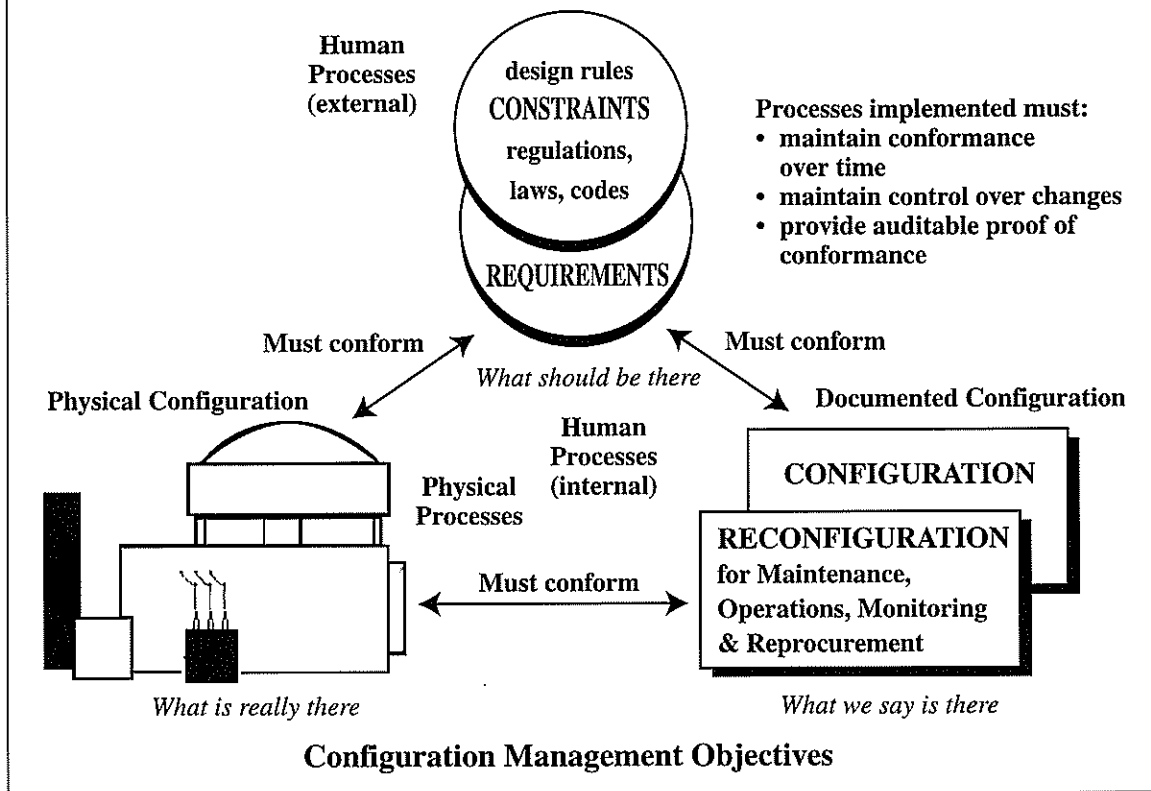 Human
Processes
(external)
design rules
CONSTRAINTS
regulations,
laws, codes
REQUIREMENTS
Processes implemented must:
• maintain conformance
over time
• maintain control over changes
• provide auditable proof of
conformance
Must conform
Must conform
What should be there
Physical Configuration
Documented Configuration
Human
Processes
(internal)
Physical
Processes
CONFIGURATION
RECONFIGURATION
for Maintenance,
Operations, Monitoring
& Reprocurement
Must conform
What is really there
What we say is there
Configuration Management Objectives